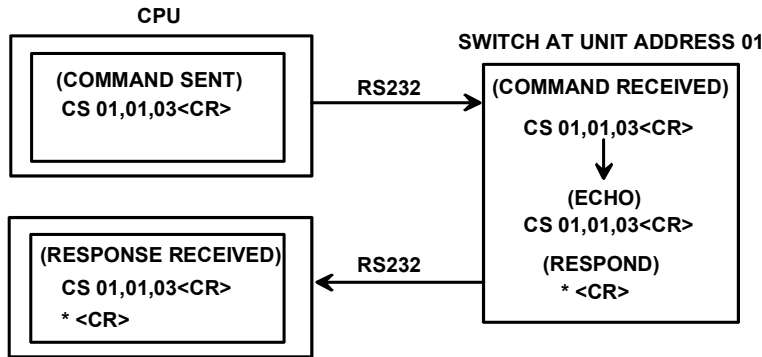 CPU
(COMMAND SENT)
CS 01,01,03<CR>
RS232
SWITCH AT UNIT ADDRESS 01
(COMMAND RECEIVED)
CS 01,01,03<CR>
(ECHO)
CS 01,01,03<CR>
(RESPOND)
* <CR>
RS232
(RESPONSE RECEIVED)
CS 01,01,03<CR>
* <CR>